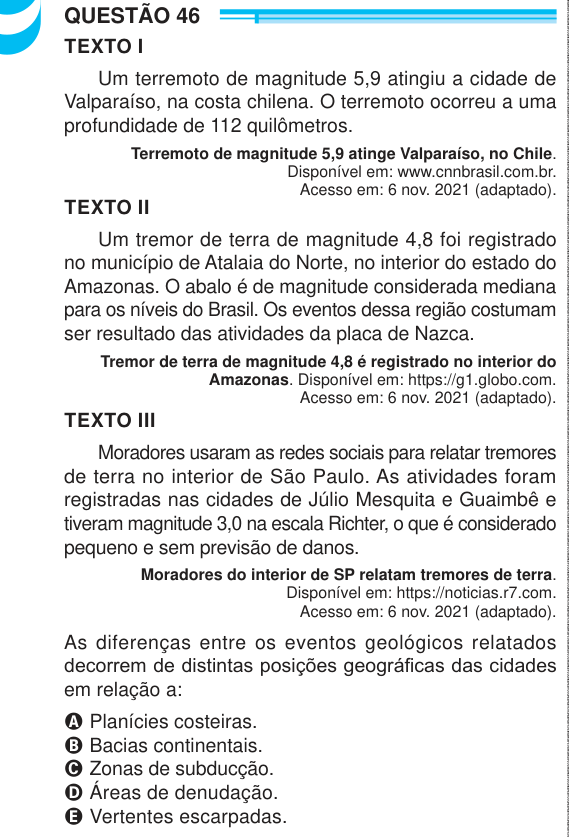 QUESTÃO 46
TEXTO I
Um terremoto de magnitude 5,9 atingiu a cidade de
Valparaíso, na costa chilena. O terremoto ocorreu a uma
profundidade de 112 quilômetros.
Terremoto de magnitude 5,9 atinge Valparaíso, no Chile.
Disponível em: www.cnnbrasil.com.br.
Acesso em: 6 nov. 2021 (adaptado).
TEXTO II
Um tremor de terra de magnitude 4,8 foi registrado
no município de Atalaia do Norte, no interior do estado do
Amazonas. O abalo é de magnitude considerada mediana
para os níveis do Brasil. Os eventos dessa região costumam
ser resultado das atividades da placa de Nazca.
Tremor de terra de magnitude 4,8 é registrado no interior do
Amazonas. Disponível em: https://g1.globo.com.
Acesso em: 6 nov. 2021 (adaptado).
TEXTO III
Moradores usaram as redes sociais para relatar tremores
de terra no interior de São Paulo. As atividades foram
registradas nas cidades de Júlio Mesquita e Guaimbê e
tiveram magnitude 3,0 na escala Richter, o que é considerado
pequeno e sem previsão de danos.
Moradores do interior de SP relatam tremores de terra.
Disponível em: https://noticias.r7.com.
Acesso em: 6 nov. 2021 (adaptado).
As diferenças entre os eventos geológicos relatados
decorrem de distintas posições geográficas das cidades
em relação a:
A Planícies costeiras.
B Bacias continentais.
C Zonas de subducção.
D Áreas de denudação.
E Vertentes escarpadas.